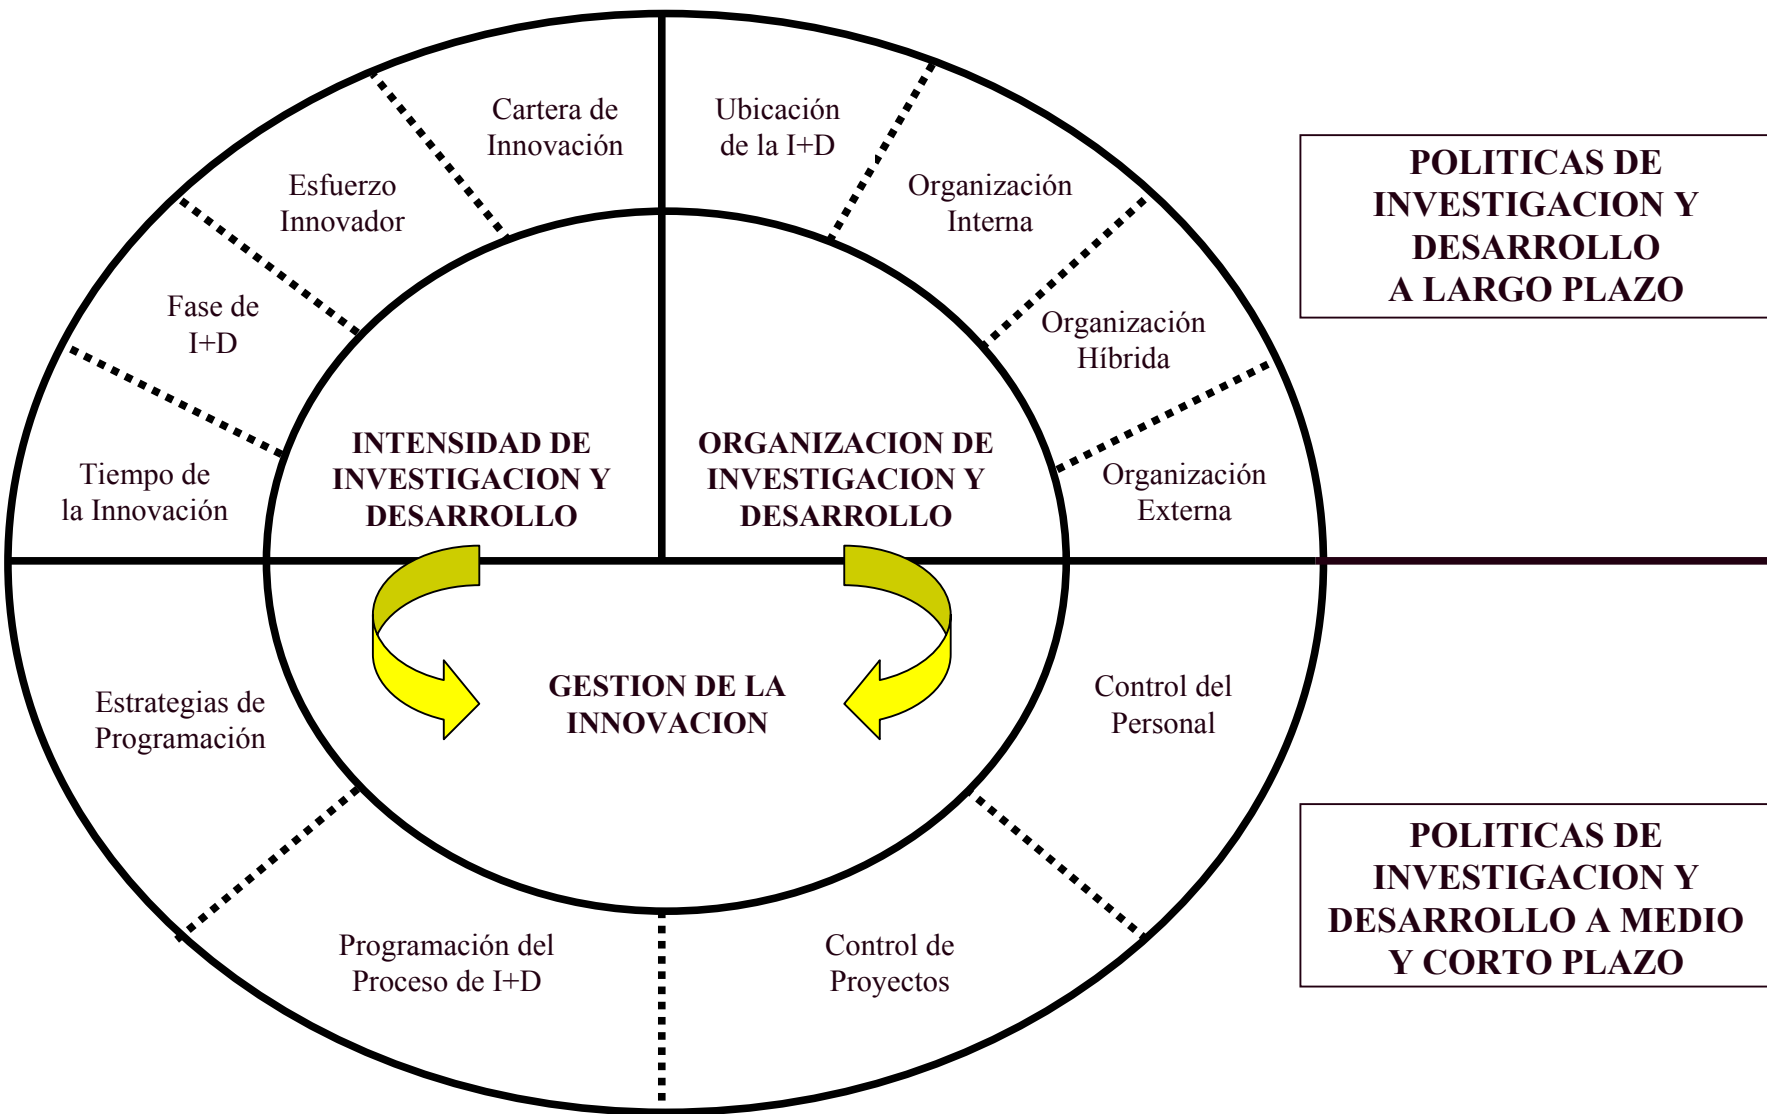 Cartera de
Innovación
Ubicación
de la I+D
Esfuerzo
Innovador
Organización
Interna
Fase de
I+D
Organización
Híbrida
Tiempo de
la Innovación
Organización
Externa
INTENSIDAD DE
INVESTIGACION Y
DESARROLLO
ORGANIZACION DE
INVESTIGACION Y
DESARROLLO
POLITICAS DE
INVESTIGACION Y
DESARROLLO
A LARGO PLAZO
Estrategias de
Programación
GESTION DE LA
INNOVACION
Control del
Personal
Programación del
Proceso de I+D
Control de
Proyectos
POLITICAS DE
INVESTIGACION Y
DESARROLLO A MEDIO
Y CORTO PLAZO